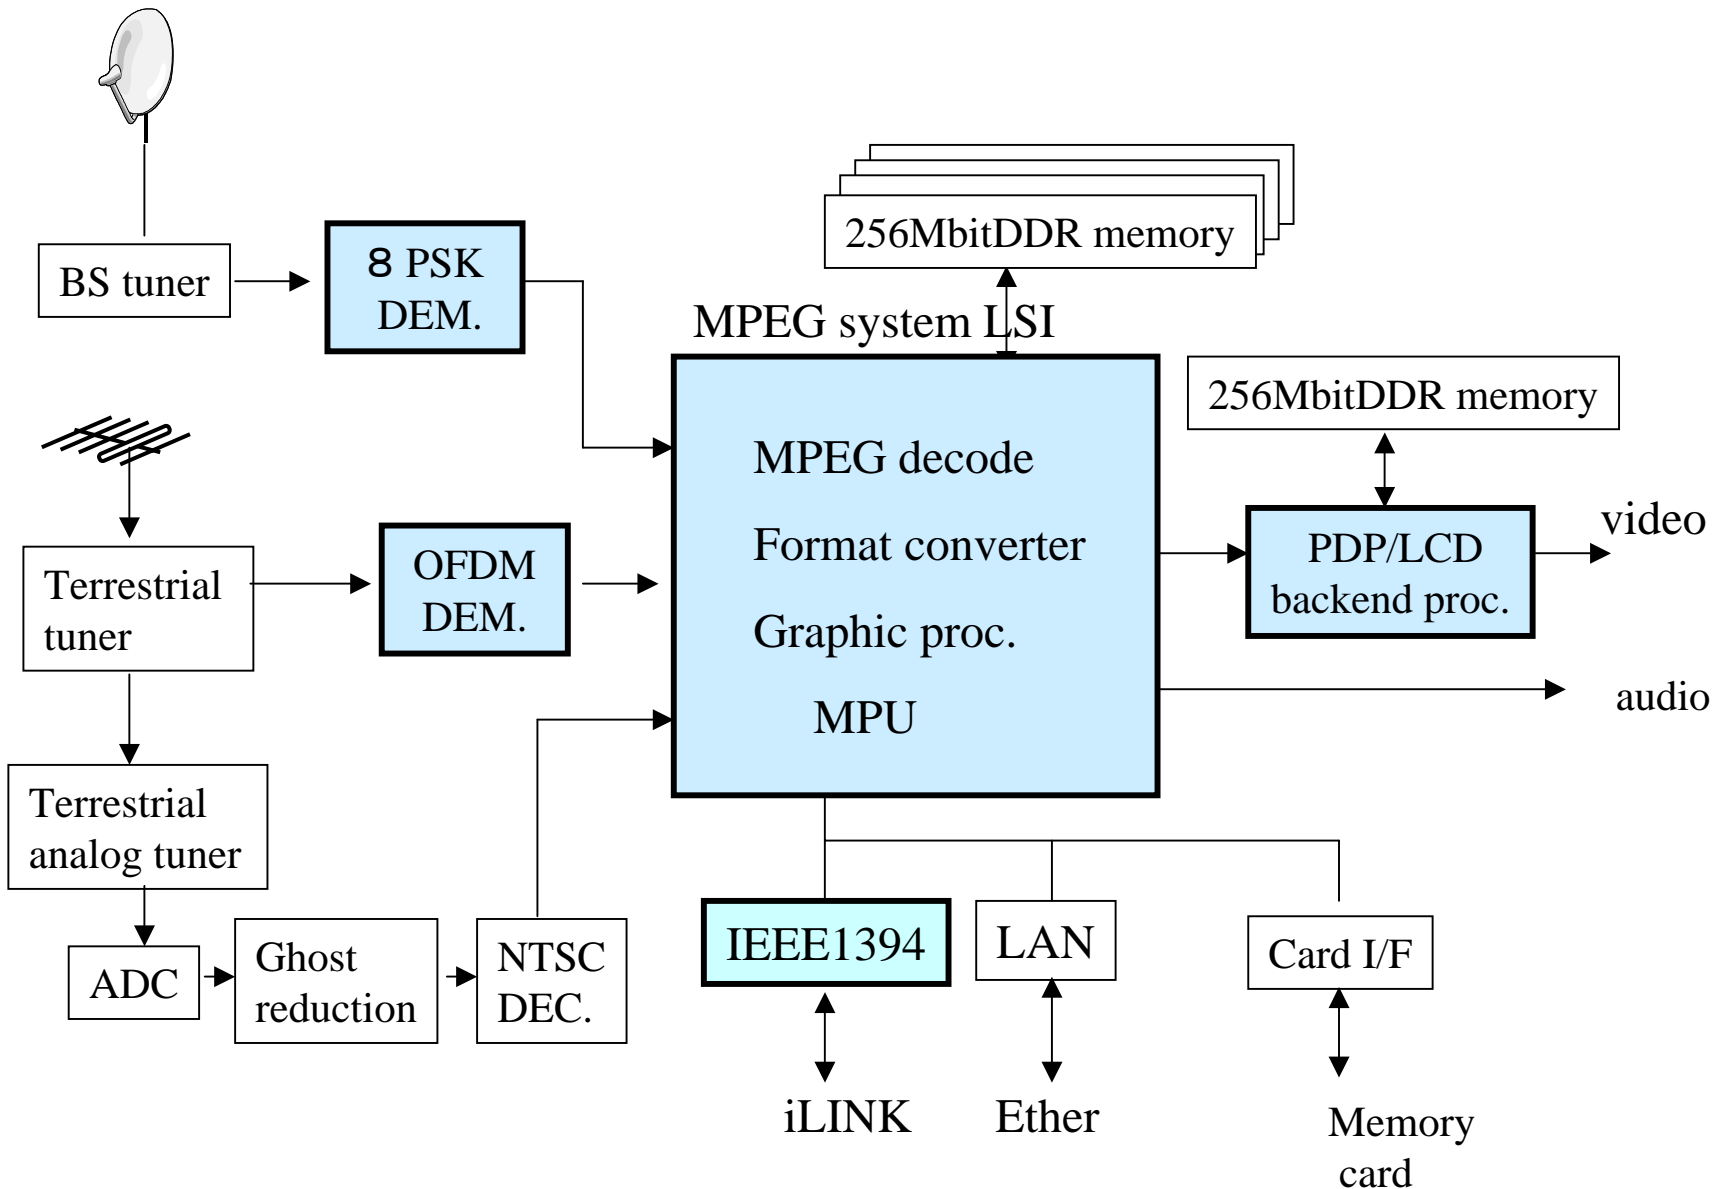 256MbitDDR memory
BS tuner
８ PSK
DEM.
MPEG system LSI
256MbitDDR memory
MPEG decode
Format converter
Graphic proc.
MPU
video
PDP/LCD
backend proc.
OFDM
DEM.
Terrestrial
tuner
audio
Terrestrial
analog tuner
ADC
Ghost
reduction
NTSC
DEC.
IEEE1394
LAN
Card I/F
iLINK
Ether
Memory
card